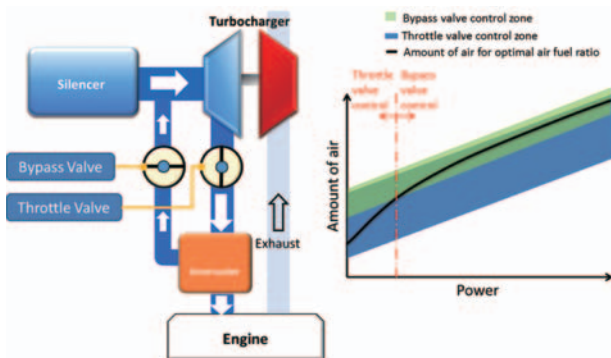 Turbocharger
Silencer
Bypass Valve
Throttle Valve
Exhaust
Engine
Bypass valve control zone
Throttle valve control zone
Amount of air for optimal air fuel ratio
Throttle
valve
control
Bypass
valve
control
Amount of air
Power